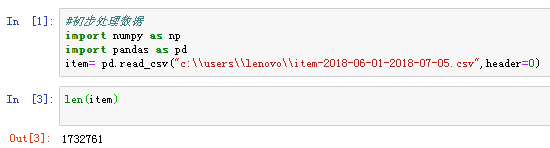 In [1]: #初步处理数据
import numpy as np
import pandas as pd
item= pd.read_csv("c:\\users\\lenovo\\item-2018-06-01-2018-07-05.csv",header=0)
In [3]: len(item)
Out[3]: 1732761